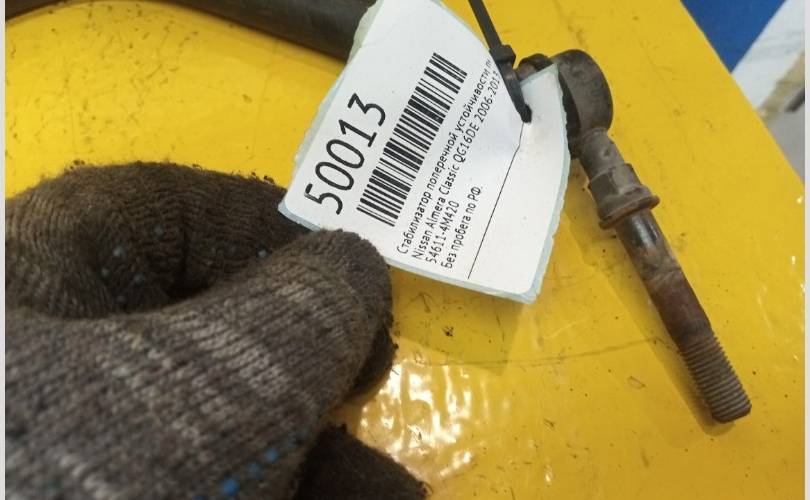 50013
Стабилизатор поперечной устойчивости
Nissan Almera Classic QG16DE 2006-2013
54611-4M420
Без пробега по РФ.